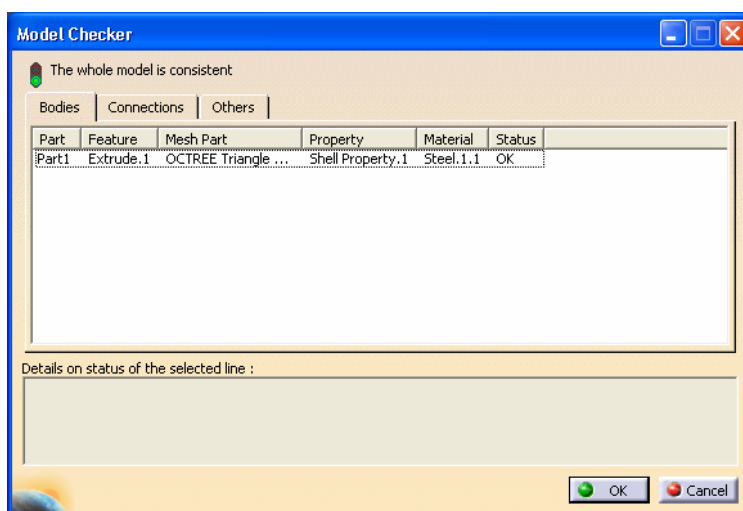 Model Checker
The whole model is consistent
Bodies Connections Others
Part Feature Mesh Part Property Material Status
Part1 Extrude.1 OCTREE Triangle ... Shell Property.1 Steel.1.1 OK
Details on status of the selected line :
OK Cancel